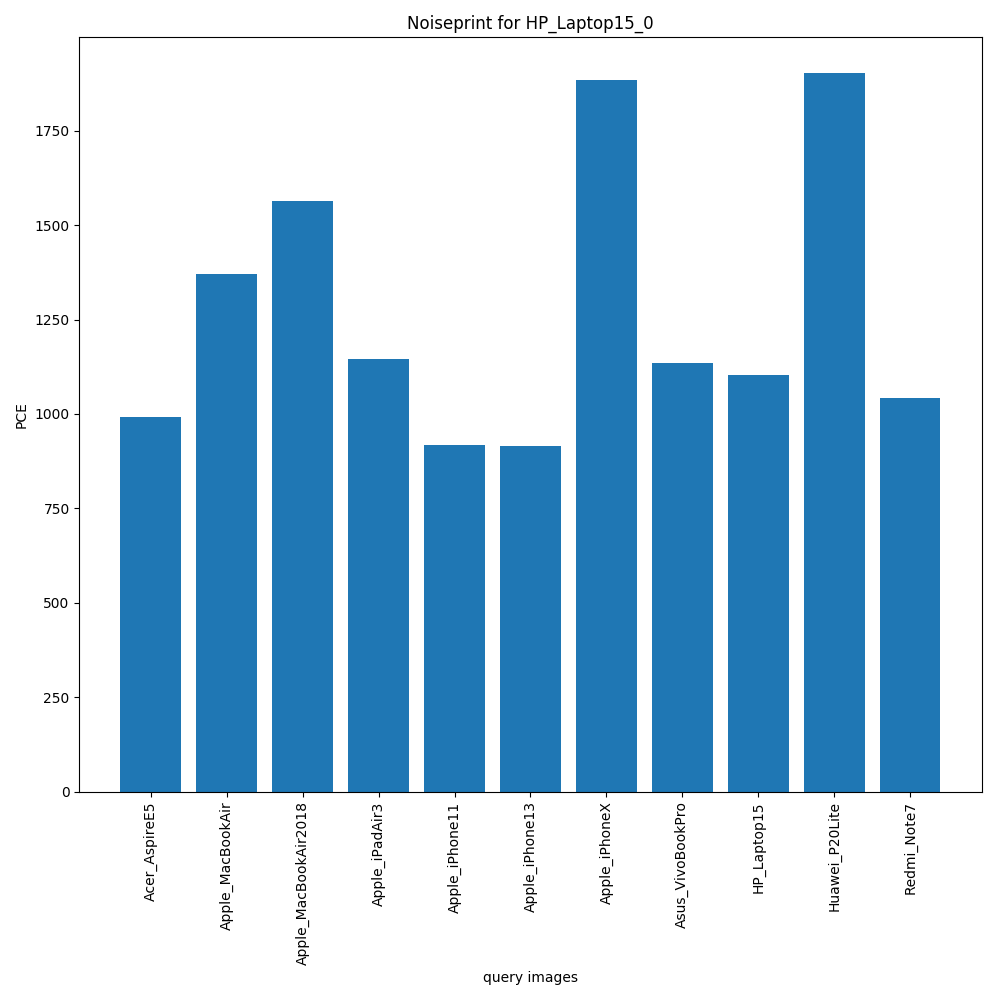 Noiseprint for HP_Laptop15_0
PCE
1750
1500
1250
1000
750
500
250
0
Acer_AspireE5
Apple_MacBookAir
Apple_MacBookAir2018
Apple_iPadAir3
Apple_iPhone11
Apple_iPhone13
Apple_iPhoneX
Asus_VivoBookPro
HP_Laptop15
Huawei_P20Lite
Redmi_Note7
query images